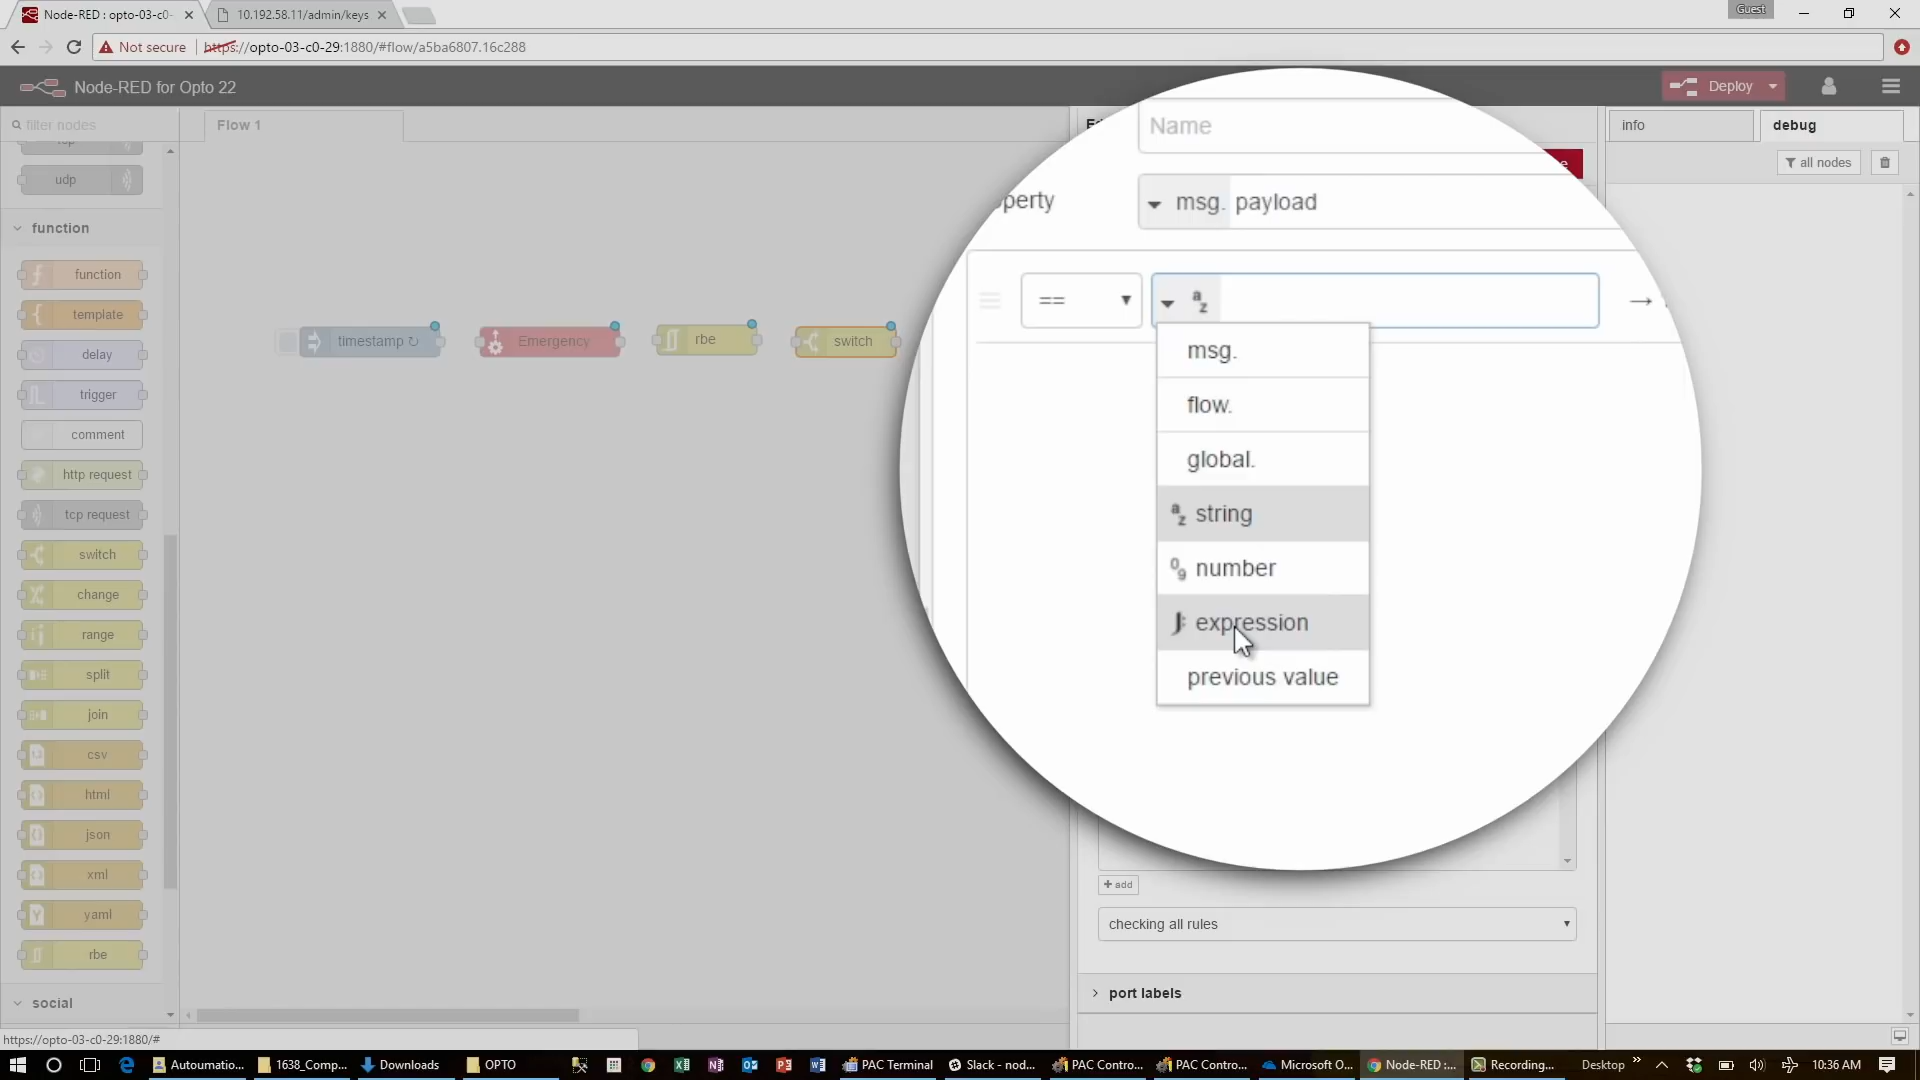 Node-RED : opto-03-c0-
10.192.58.11/admin/keys
Guest
Not secure
https://opto-03-c0-29:1880/#flow/a5ba6807.16c288
Node-RED for Opto 22
Deploy
filter nodes
Flow 1
info
debug
all nodes
udp
function
function
template
delay
trigger
comment
http request
tcp request
switch
change
range
split
join
csv
html
json
xml
yaml
rbe
social
timestamp ↻
Emergency
rbe
switch
Name
perty
msg. payload
==
az
→
msg.
flow.
global.
az string
09 number
expression
previous value
+ add
checking all rules
port labels
https://opto-03-c0-29:1880/#
Autoumation...
1638_Comp...
Downloads
OPTO
PAC Terminal
Slack - nod...
PAC Contro...
PAC Contro...
Microsoft O...
Node-RED :...
Recording...
Desktop
10:36 AM